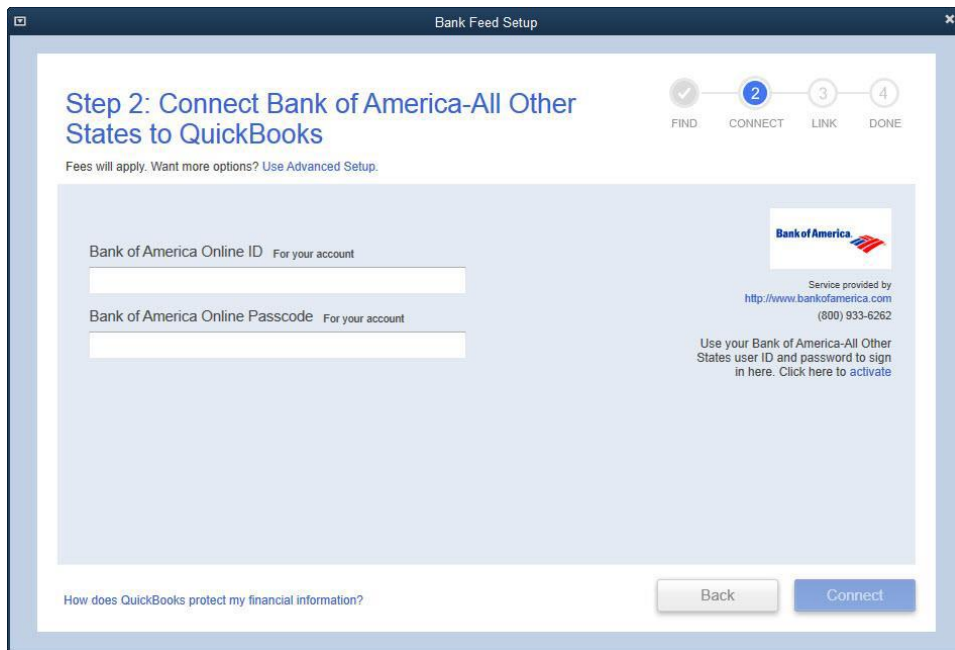 Bank Feed Setup
Step 2: Connect Bank of America-All Other
States to QuickBooks
Fees will apply. Want more options? Use Advanced Setup.
2
3
4
FIND
CONNECT
LINK
DONE
Bank of America Online ID For your account
Bank of America Online Passcode For your account
Bank of America
Service provided by
http://www.bankofamerica.com
(800) 933-6262
Use your Bank of America-All Other
States user ID and password to sign
in here. Click here to activate
How does QuickBooks protect my financial information?
Back
Connect